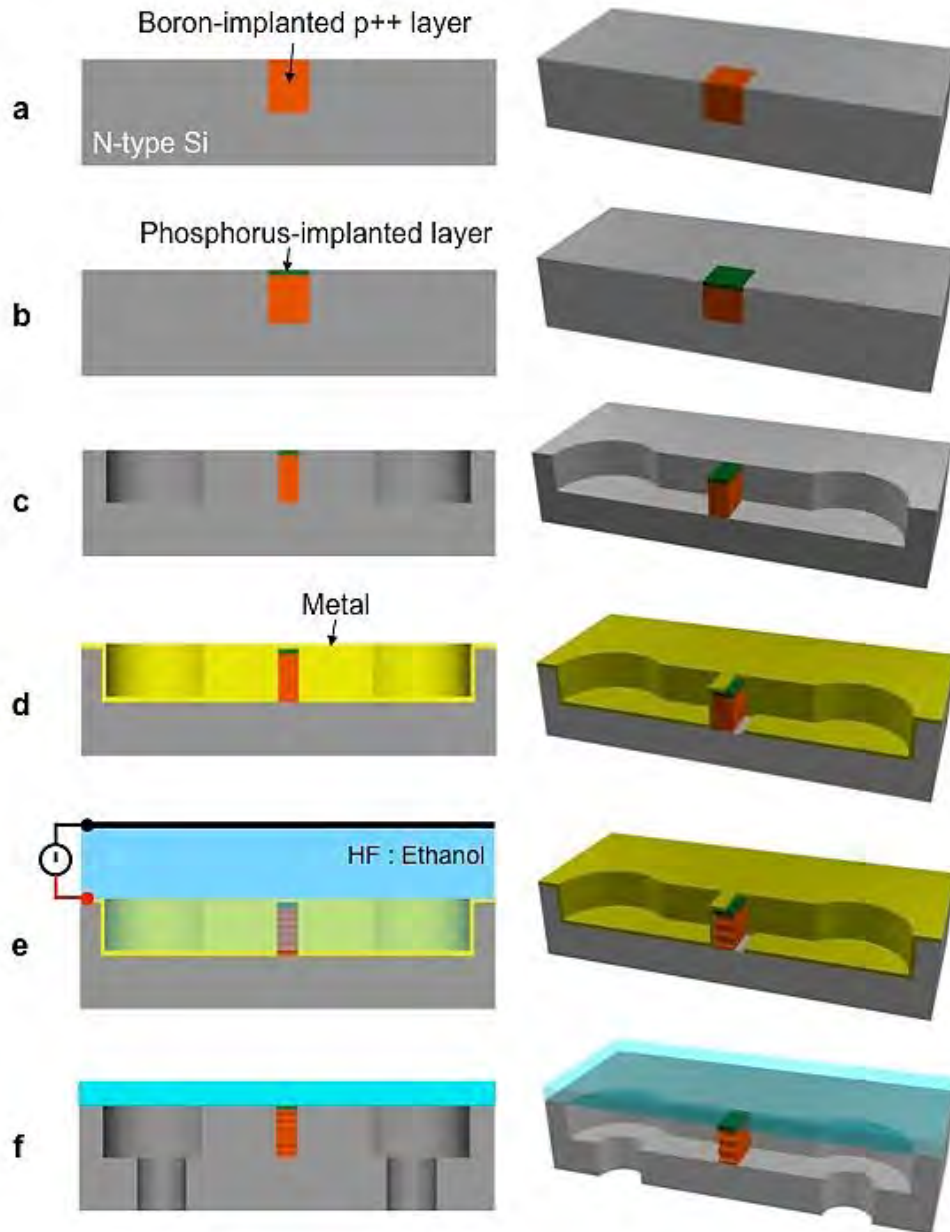 Boron-implanted p++ layer
a
N-type Si
Phosphorus-implanted layer
b
c
Metal
d
I
HF : Ethanol
e
f